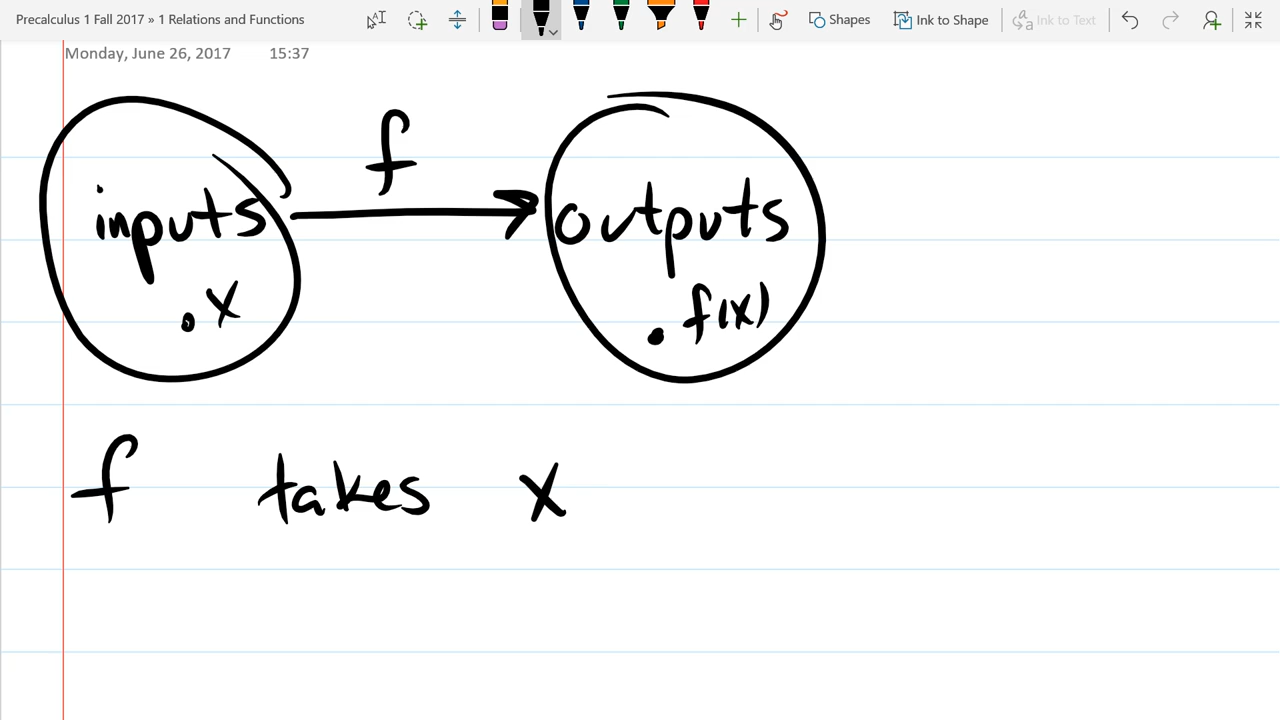 Precalculus 1 Fall 2017 » 1 Relations and Functions
Shapes
Ink to Shape
Ink to Text
Monday, June 26, 2017 15:37
f
inputs
outputs
. x
. f(x)
f takes x